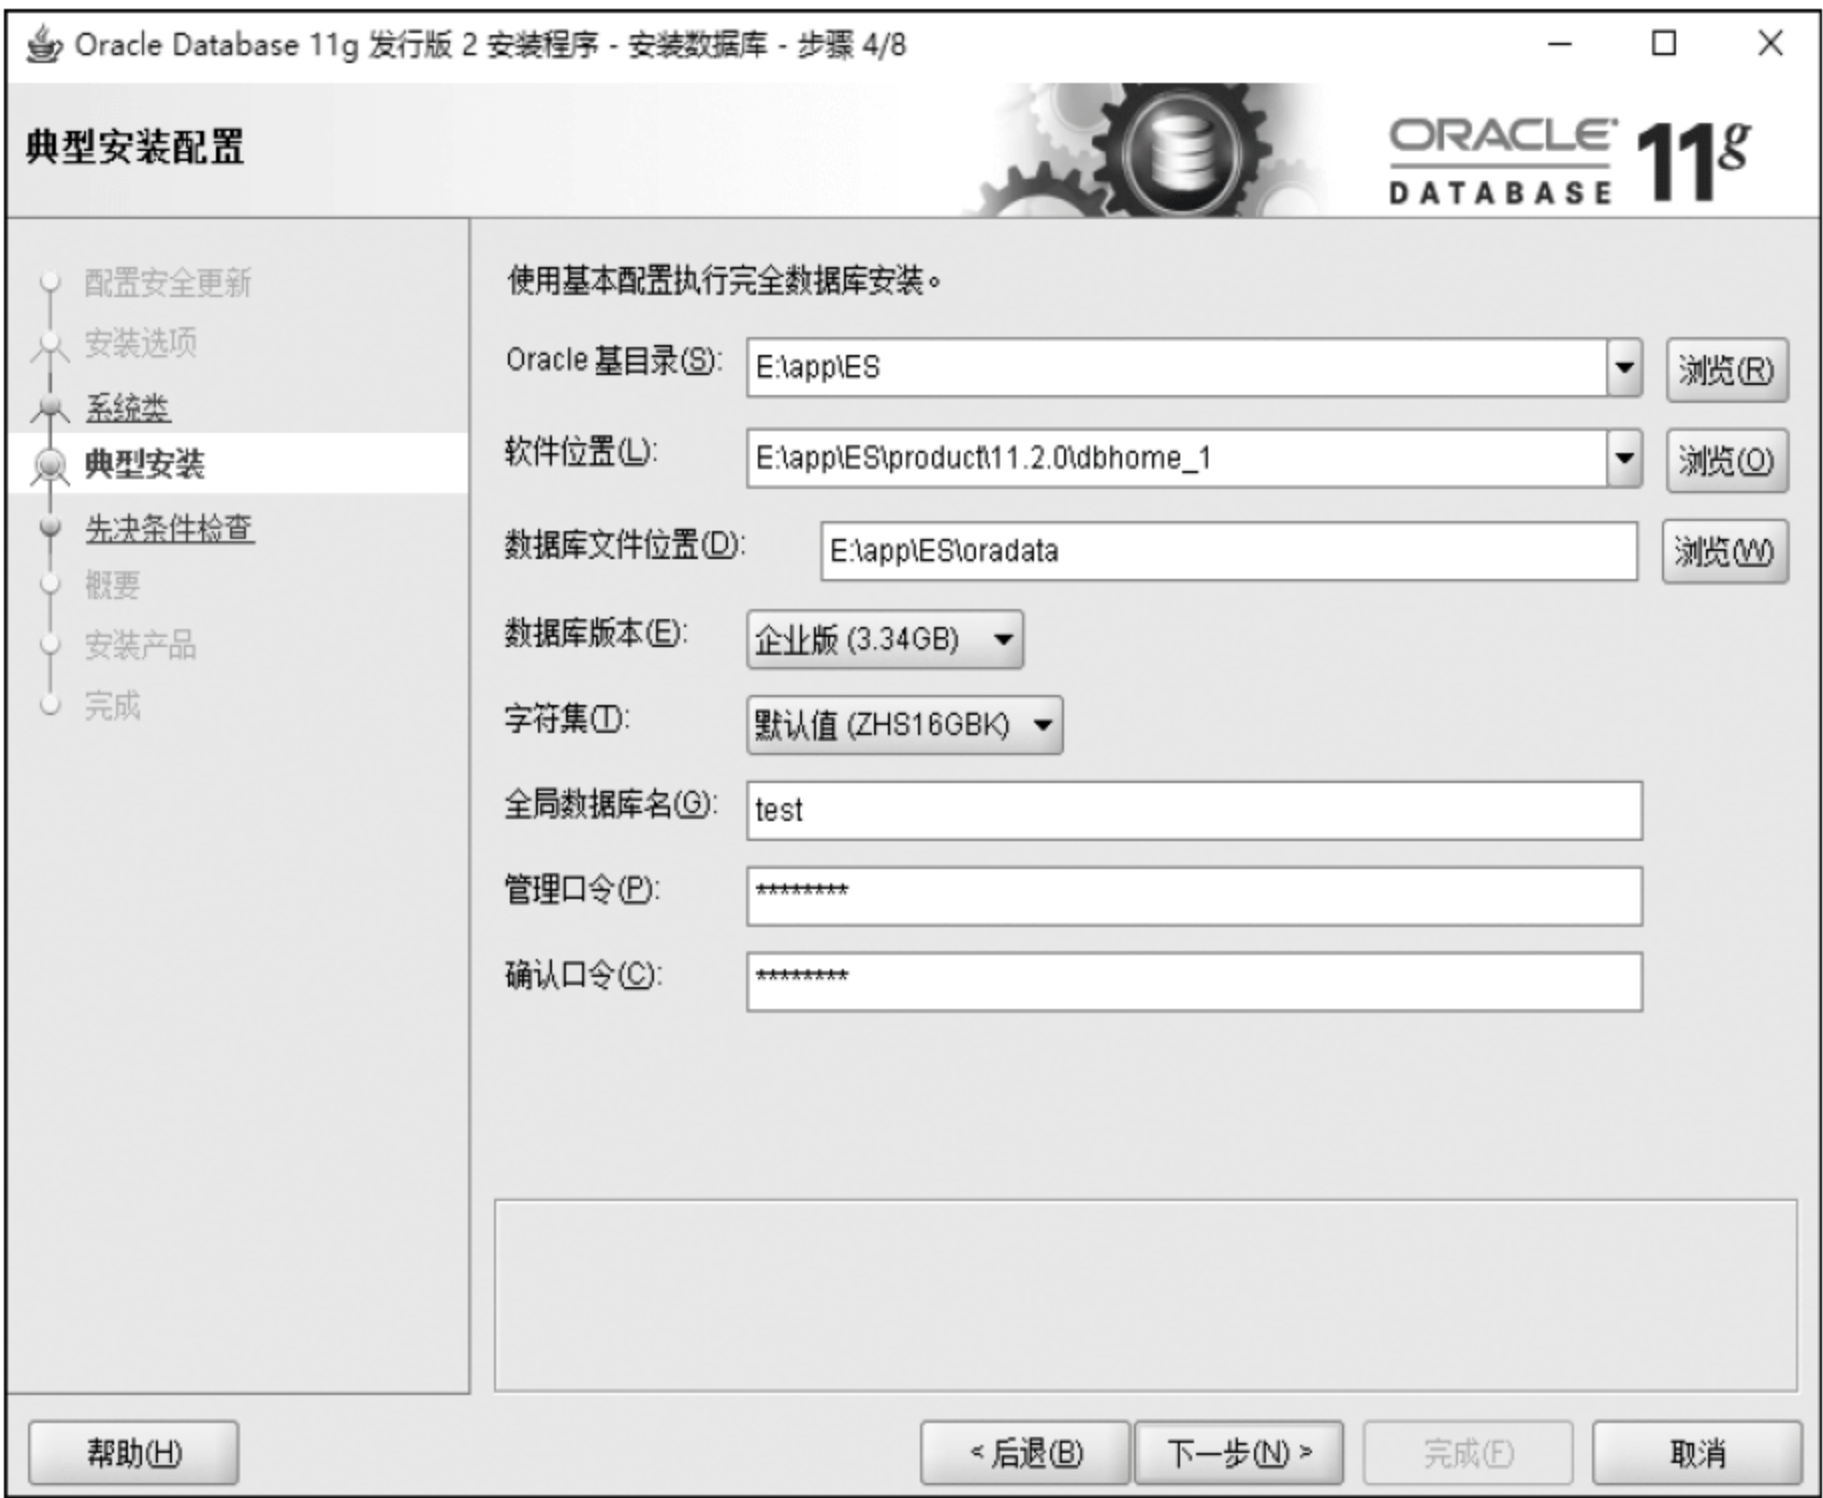 Oracle Database 11g 发行版 2 安装程序 - 安装数据库 - 步骤 4/8
典型安装配置
ORACLE
DATABASE
11g
配置安全更新
安装选项
系统类
典型安装
先决条件检查
概要
安装产品
完成
使用基本配置执行完全数据库安装。
Oracle 基目录(S): E:\app\ES 浏览(R)
软件位置(L): E:\app\ES\product\11.2.0\dbhome_1 浏览(O)
数据库文件位置(D): E:\app\ES\oradata 浏览(W)
数据库版本(E): 企业版 (3.34GB)
字符集(T): 默认值 (ZHS16GBK)
全局数据库名(G): test
管理口令(P): ********
确认口令(C): ********
帮助(H) < 后退(B) 下一步(N) > 完成(F) 取消